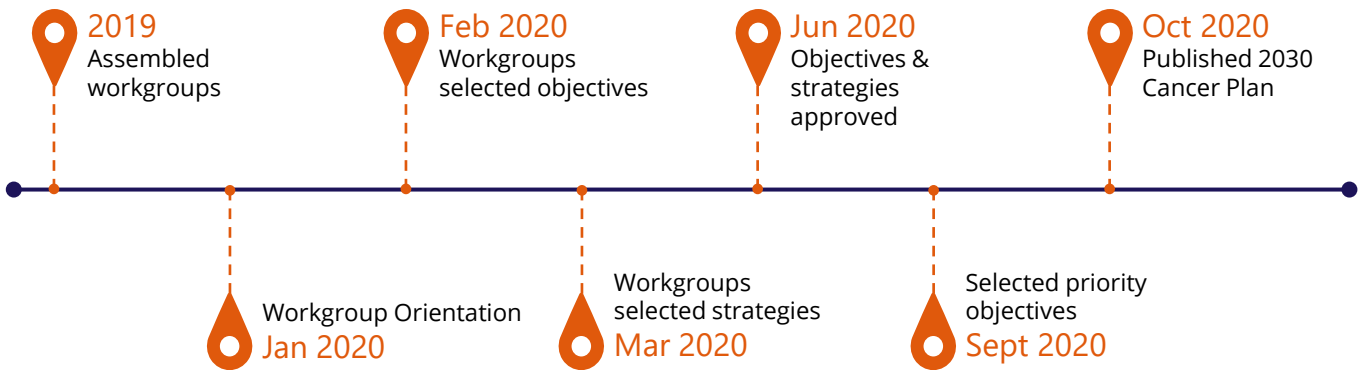 2019
Assembled
workgroups
Feb 2020
Workgroups
selected objectives
Jun 2020
Objectives &
strategies
approved
Oct 2020
Published 2030
Cancer Plan
Workgroup Orientation
Jan 2020
Workgroups
selected strategies
Mar 2020
Selected priority
objectives
Sept 2020